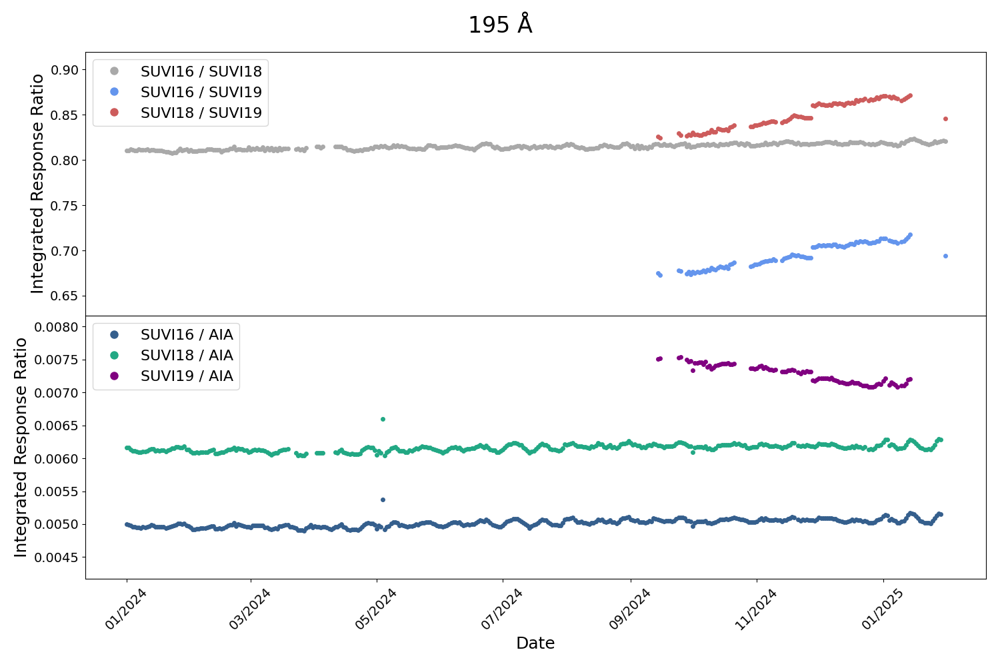 195 Å
Integrated Response Ratio
0.90
0.85
0.80
0.75
0.70
0.65
SUVI16 / SUVI18
SUVI16 / SUVI19
SUVI18 / SUVI19
Integrated Response Ratio
0.0080
0.0075
0.0070
0.0065
0.0060
0.0055
0.0050
0.0045
SUVI16 / AIA
SUVI18 / AIA
SUVI19 / AIA
01/2024
03/2024
05/2024
07/2024
09/2024
11/2024
01/2025
Date